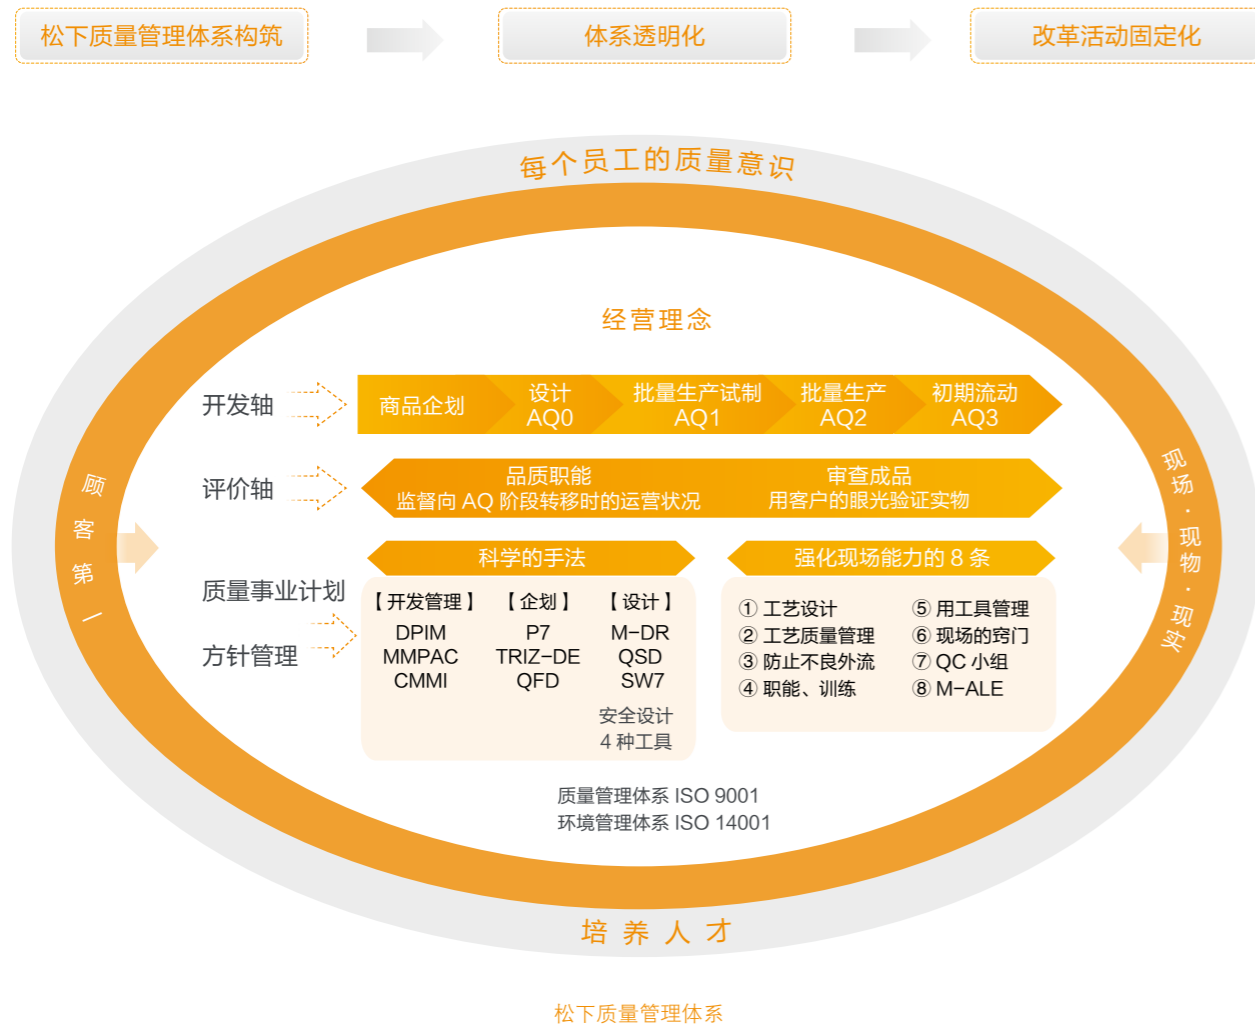 松下质量管理体系构筑
体系透明化
改革活动固定化
每个员工的质量意识
经营理念
开发轴
商品企划
设计
AQ0
批量生产试制
AQ1
批量生产
AQ2
初期流动
AQ3
评价轴
品质职能
监督向 AQ 阶段转移时的运营状况
审查成品
用客户的眼光验证实物
顾客第一
现场·现物·现实
质量事业计划
方针管理
科学的手法
【 开发管理 】
DPIM
MMPAC
CMMI
【 企划 】
P7
TRIZ-DE
QFD
【 设计 】
M-DR
QSD
SW7
安全设计
4 种工具
强化现场能力的 8 条
① 工艺设计
② 工艺质量管理
③ 防止不良外流
④ 职能、训练
⑤ 用工具管理
⑥ 现场的窍门
⑦ QC 小组
⑧ M-ALE
质量管理体系 ISO 9001
环境管理体系 ISO 14001
培养人才
松下质量管理体系